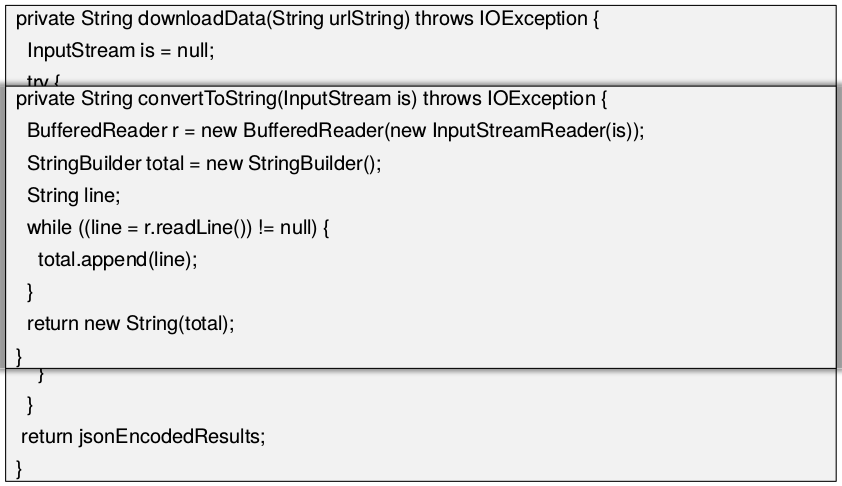 private String downloadData(String urlString) throws IOException {
  InputStream is = null;
  try {
private String convertToString(InputStream is) throws IOException {
  BufferedReader r = new BufferedReader(new InputStreamReader(is));
  StringBuilder total = new StringBuilder();
  String line;
  while ((line = r.readLine()) != null) {
    total.append(line);
  }
  return new String(total);
}
    }
  }
 return jsonEncodedResults;
}